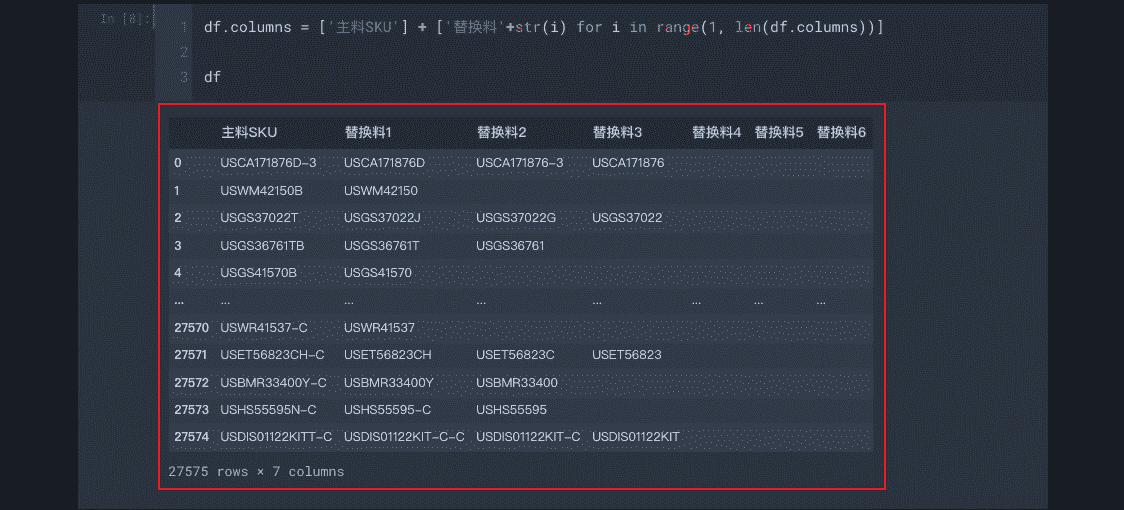 In [8]:
1 df.columns = ['主料SKU'] + ['替换料'+str(i) for i in range(1, len(df.columns))]
2
3 df
主料SKU 替换料1 替换料2 替换料3 替换料4 替换料5 替换料6
0 USCA171876D-3 USCA171876D USCA171876-3 USCA171876
1 USWM42150B USWM42150
2 USGS37022T USGS37022J USGS37022G USGS37022
3 USGS36761TB USGS36761T USGS36761
4 USGS41570B USGS41570
... ... ... ... ... ... ... ...
27570 USWR41537-C USWR41537
27571 USET56823CH-C USET56823CH USET56823C USET56823
27572 USBMR33400Y-C USBMR33400Y USBMR33400
27573 USHS55595N-C USHS55595-C USHS55595
27574 USDIS01122KITT-C USDIS01122KIT-C-C USDIS01122KIT-C USDIS01122KIT
27575 rows × 7 columns